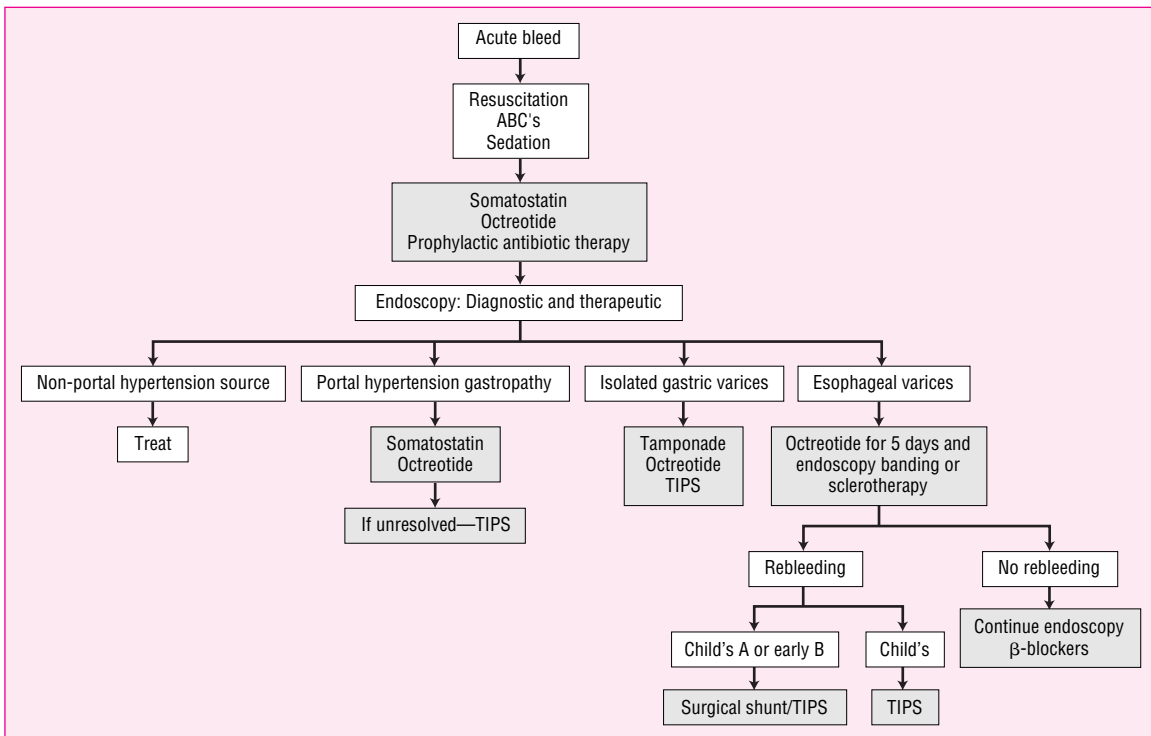 Acute bleed
Resuscitation
ABC's
Sedation
Somatostatin
Octreotide
Prophylactic antibiotic therapy
Endoscopy: Diagnostic and therapeutic
Non-portal hypertension source
Portal hypertension gastropathy
Isolated gastric varices
Esophageal varices
Treat
Somatostatin
Octreotide
Tamponade
Octreotide
TIPS
Octreotide for 5 days and
endoscopy banding or
sclerotherapy
If unresolved—TIPS
Rebleeding
No rebleeding
Child's A or early B
Child's
Continue endoscopy
β-blockers
Surgical shunt/TIPS
TIPS